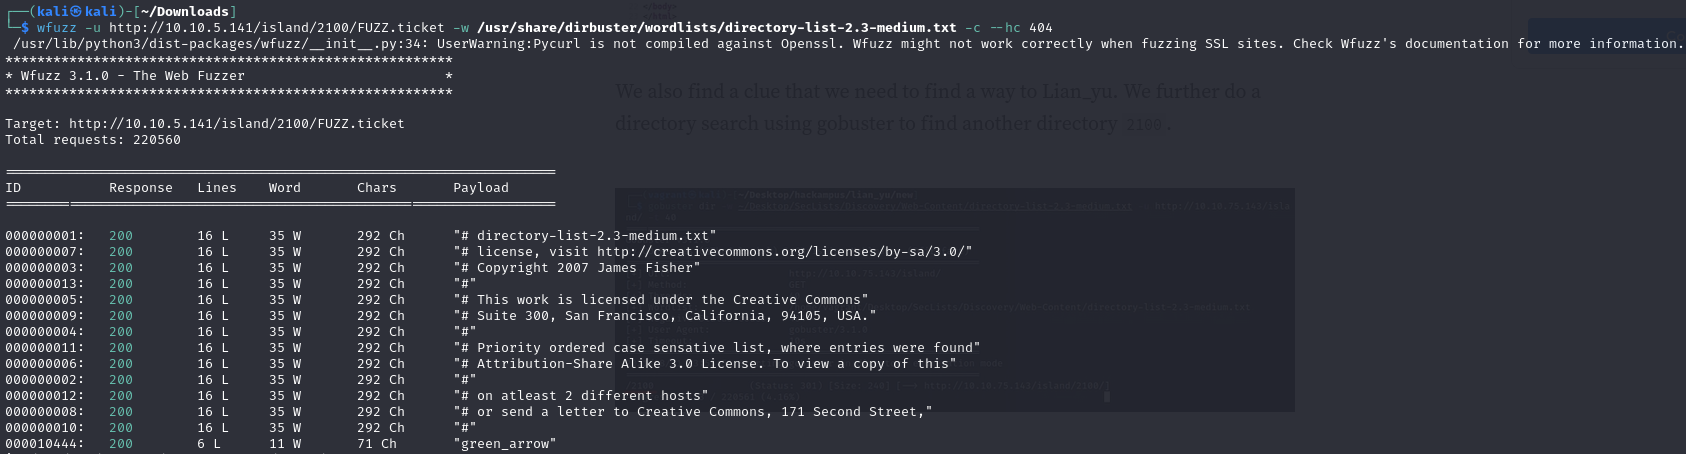 ┌──(kali㉿kali)-[~/Downloads]
└─$ wfuzz -u http://10.10.5.141/island/2100/FUZZ.ticket -w /usr/share/dirbuster/wordlists/directory-list-2.3-medium.txt -c --hc 404
/usr/lib/python3/dist-packages/wfuzz/__init__.py:34: UserWarning:Pycurl is not compiled against Openssl. Wfuzz might not work correctly when fuzzing SSL sites. Check Wfuzz's documentation for more information.
********************************************************
* Wfuzz 3.1.0 - The Web Fuzzer                         *
********************************************************
We also find a clue that we need to find a way to Lian_yu. We further do a
directory search using gobuster to find another directory 2100.
Target: http://10.10.5.141/island/2100/FUZZ.ticket
Total requests: 220560
=====================================================================
ID           Response   Lines    Word       Chars       Payload
=====================================================================
000000001:   200        16 L     35 W       292 Ch      "# directory-list-2.3-medium.txt"
000000007:   200        16 L     35 W       292 Ch      "# license, visit http://creativecommons.org/licenses/by-sa/3.0/"
000000003:   200        16 L     35 W       292 Ch      "# Copyright 2007 James Fisher"
000000013:   200        16 L     35 W       292 Ch      "#"
000000005:   200        16 L     35 W       292 Ch      "# This work is licensed under the Creative Commons"
000000009:   200        16 L     35 W       292 Ch      "# Suite 300, San Francisco, California, 94105, USA."
000000004:   200        16 L     35 W       292 Ch      "#"
000000011:   200        16 L     35 W       292 Ch      "# Priority ordered case sensative list, where entries were found"
000000006:   200        16 L     35 W       292 Ch      "# Attribution-Share Alike 3.0 License. To view a copy of this"
000000002:   200        16 L     35 W       292 Ch      "#"
000000012:   200        16 L     35 W       292 Ch      "# on atleast 2 different hosts"
000000008:   200        16 L     35 W       292 Ch      "# or send a letter to Creative Commons, 171 Second Street,"
000000010:   200        16 L     35 W       292 Ch      "#"
000010444:   200        6 L      11 W       71 Ch       "green_arrow"